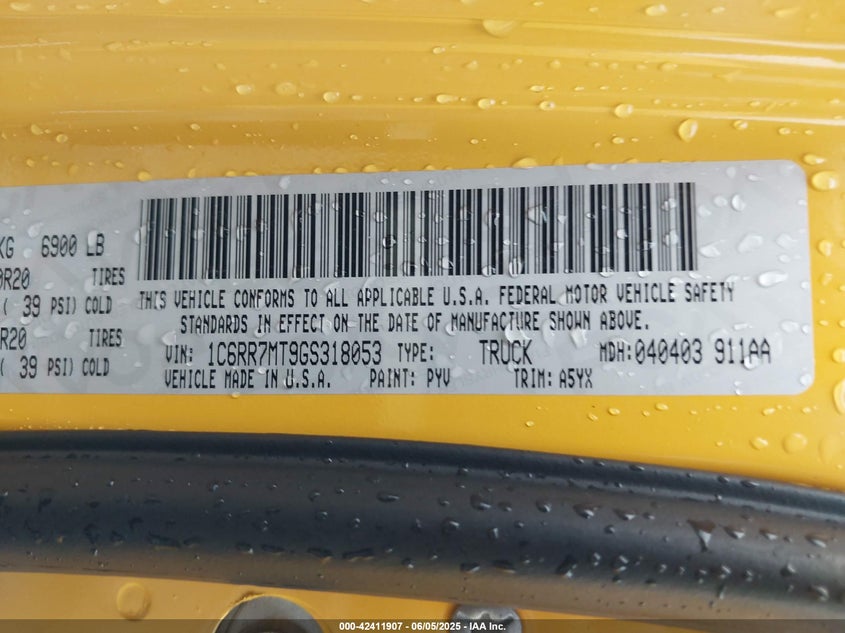 KG 6900 LB
0R20 TIRES
( 39 PSI) COLD
R20 TIRES
( 39 PSI) COLD
THIS VEHICLE CONFORMS TO ALL APPLICABLE U.S.A. FEDERAL MOTOR VEHICLE SAFETY
STANDARDS IN EFFECT ON THE DATE OF MANUFACTURE SHOWN ABOVE.
VIN: 1C6RR7MT9GS318053 TYPE: TRUCK MDH:040403 911AA
VEHICLE MADE IN U.S.A. PAINT: PYV TRIM: A5YX
000-42411907 - 06/05/2025 - IAA Inc.